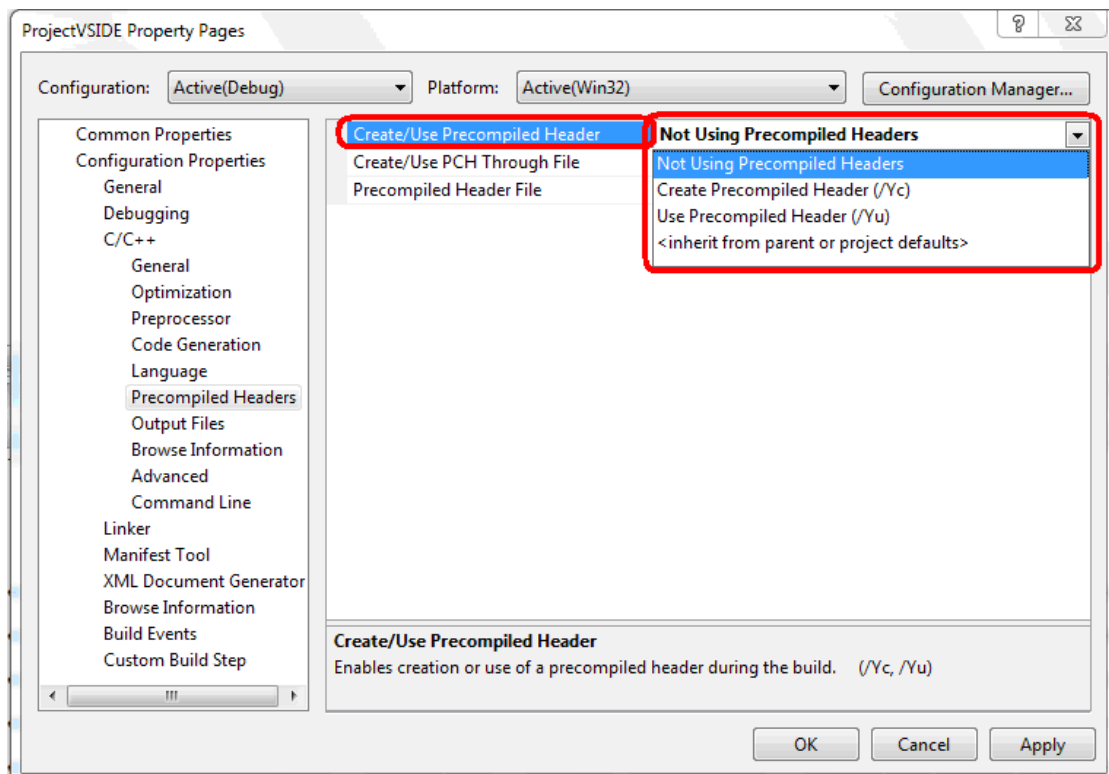 ProjectVSIDE Property Pages
Configuration: Active(Debug) Platform: Active(Win32) Configuration Manager...
Common Properties
Configuration Properties
General
Debugging
C/C++
General
Optimization
Preprocessor
Code Generation
Language
Precompiled Headers
Output Files
Browse Information
Advanced
Command Line
Linker
Manifest Tool
XML Document Generator
Browse Information
Build Events
Custom Build Step
Create/Use Precompiled Header Not Using Precompiled Headers
Create/Use PCH Through File
Precompiled Header File
Not Using Precompiled Headers
Create Precompiled Header (/Yc)
Use Precompiled Header (/Yu)
<inherit from parent or project defaults>
Create/Use Precompiled Header
Enables creation or use of a precompiled header during the build. (/Yc, /Yu)
OK Cancel Apply